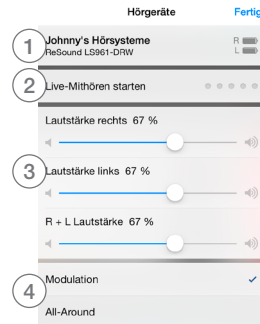 Hörgeräte Fertig
1 Johnny's Hörsysteme R
ReSound LS961-DRW L
2 Live-Mithören starten
Lautstärke rechts 67 %
3 Lautstärke links 67 %
R + L Lautstärke 67 %
4 Modulation
All-Around